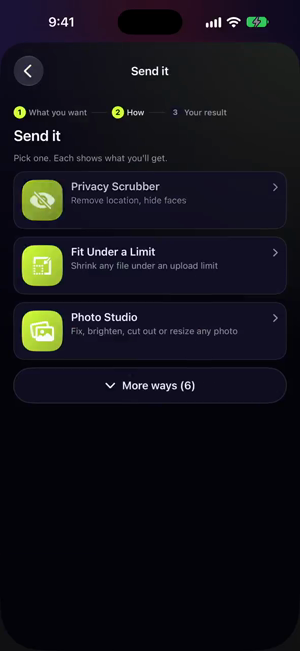 9:41
Send it
1 What you want
2 How
3 Your result
Send it
Pick one. Each shows what you'll get.
Privacy Scrubber
Remove location, hide faces
Fit Under a Limit
Shrink any file under an upload limit
Photo Studio
Fix, brighten, cut out or resize any photo
More ways (6)